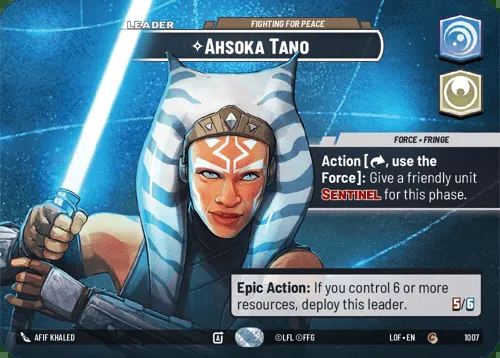 LEADER
FIGHTING FOR PEACE
AHSOKA TANO
FORCE • FRINGE
Action [, use the
Force]: Give a friendly unit
SENTINEL for this phase.
Epic Action: If you control 6 or more
resources, deploy this leader.
5/6
AFIF KHALED
©LFL ©FFG
LOF • EN
C
1007